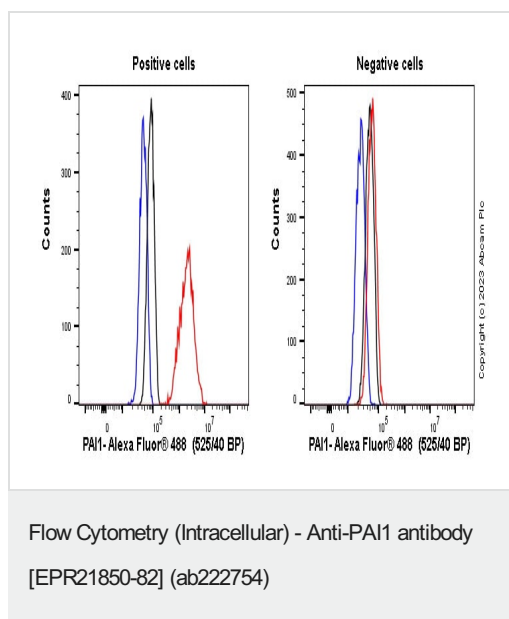 Positive cells
Negative cells
400
300
200
100
0
Counts
0
10^5
10^7
PAI1- Alexa Fluor® 488 (525/40 BP)
500
400
300
200
100
0
Counts
0
10^5
10^7
PAI1- Alexa Fluor® 488 (525/40 BP)
Copyright (c) 2023 Abcam Plc
Flow Cytometry (Intracellular) - Anti-PAI1 antibody
[EPR21850-82] (ab222754)